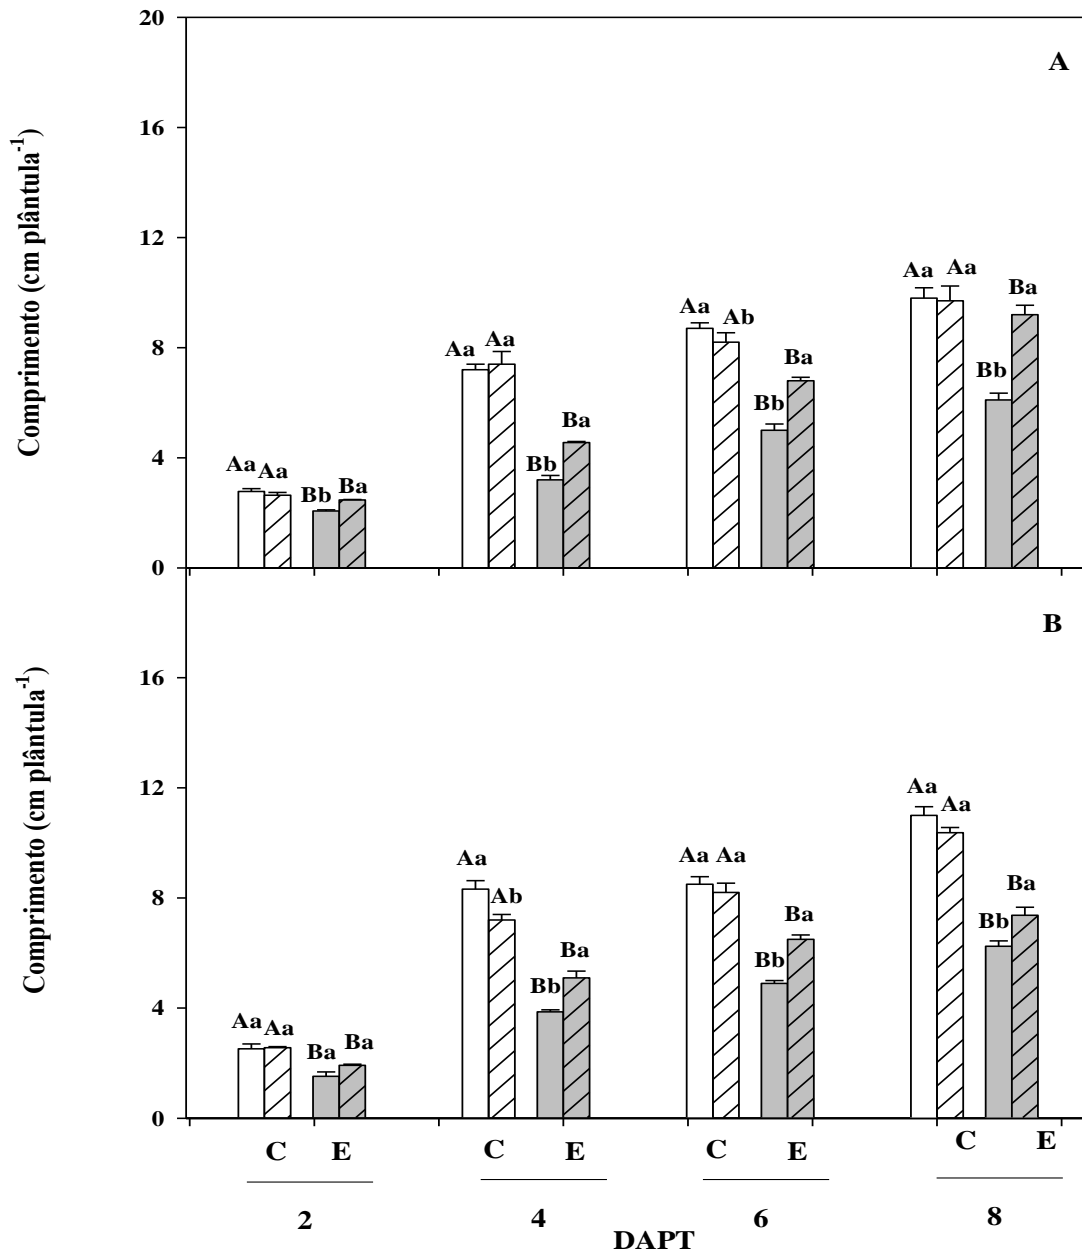 20
A
16
12
8
4
0
Comprimento (cm plântula-1)
Aa Aa Bb Ba
Aa Aa Bb Ba
Aa Ab Bb Ba
Aa Aa Bb Ba
B
16
12
8
4
0
Comprimento (cm plântula-1)
Aa Aa Ba Ba
Aa Ab Bb Ba
Aa Aa Bb Ba
Aa Aa Bb Ba
C E C E C E C E
2 4 6 8
DAPT